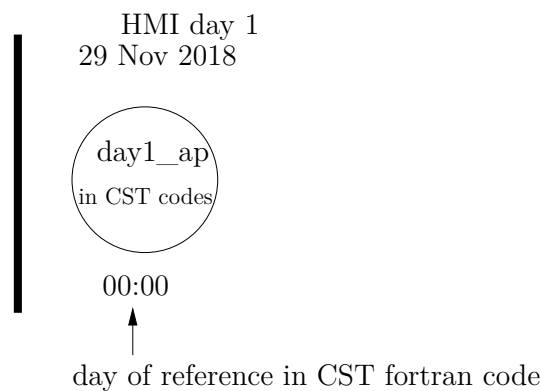 HMI day 1
29 Nov 2018
day1_ap
in CST codes
00:00
day of reference in CST fortran code